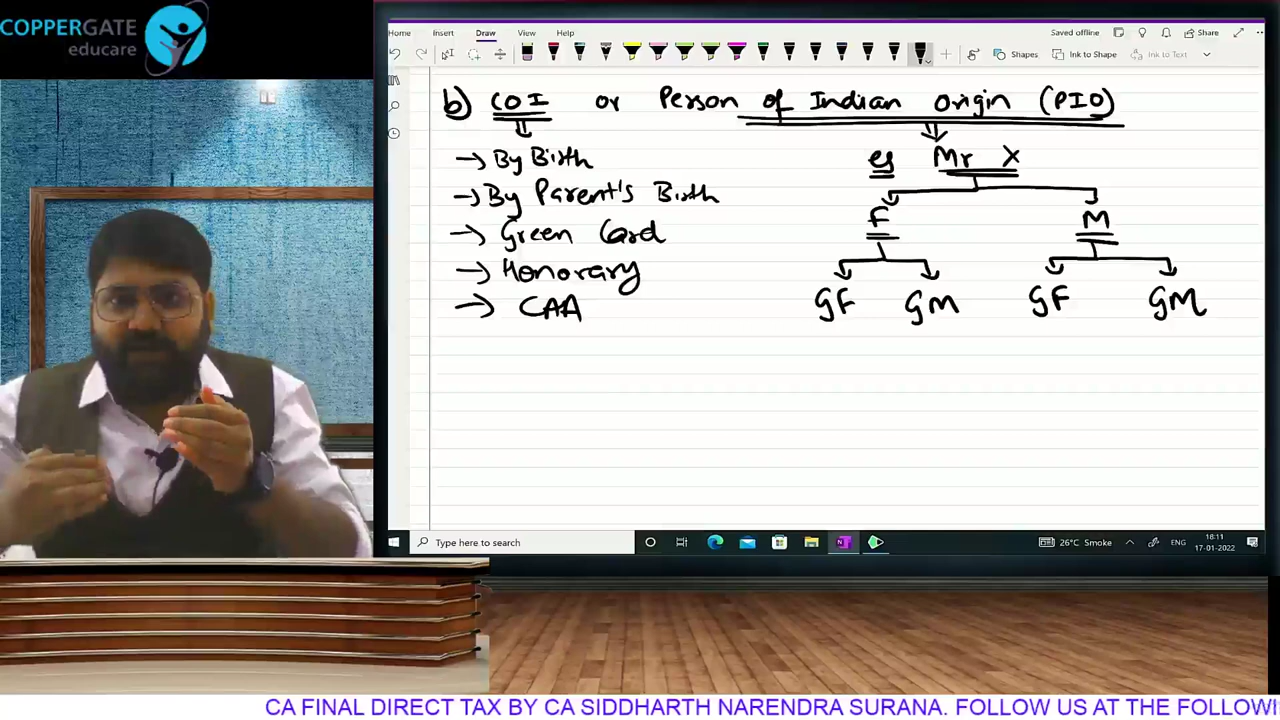 COPPERGATE
educare
Home Insert Draw View Help
Saved offline Share
Shapes Ink to Shape Ink to Text
b) COI or Person of Indian Origin (PIO)
→ By Birth
→ By Parent's Birth
→ Green Card
→ Honorary
→ CAA
eg Mr X
F M
GF GM GF GM
Type here to search
26°C Smoke ENG 18:11
17-01-2022
CA FINAL DIRECT TAX BY CA SIDDHARTH NARENDRA SURANA. FOLLOW US AT THE FOLLOWI